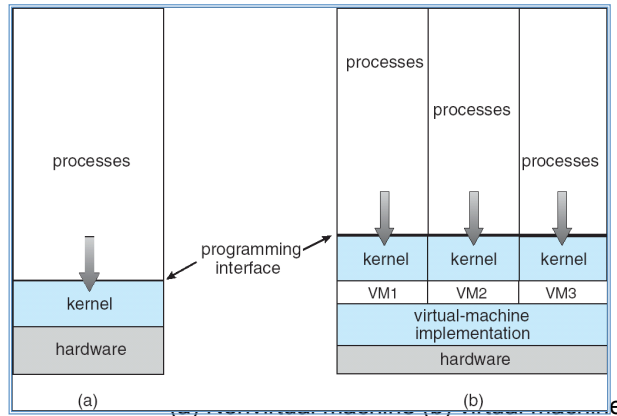 processes
kernel
hardware
(a)
programming
interface
processes
processes
processes
kernel kernel kernel
VM1 VM2 VM3
virtual-machine
implementation
hardware
(b)